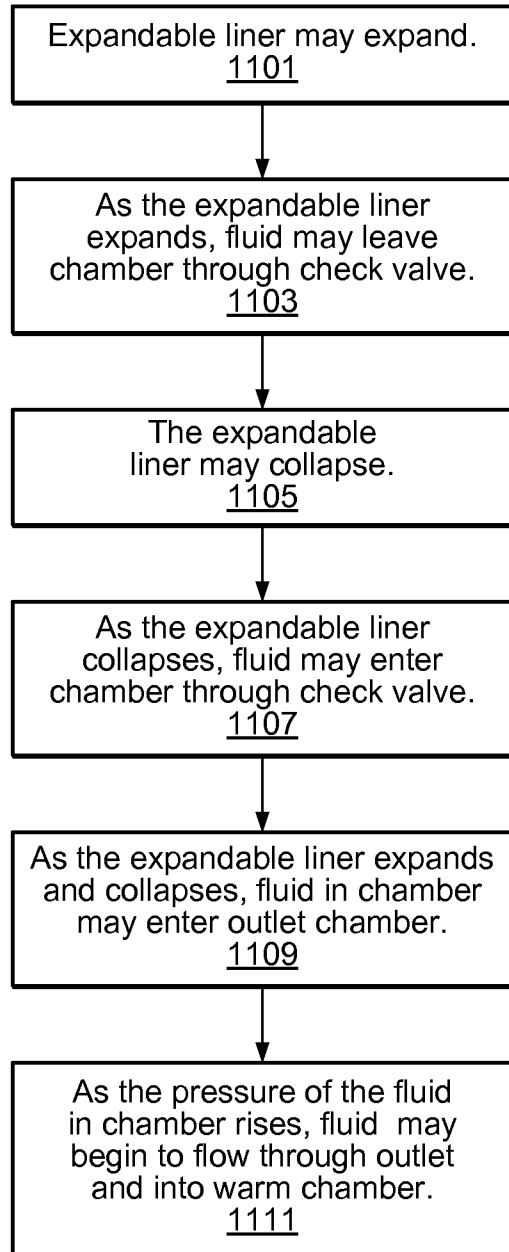 Expandable liner may expand.
1101
As the expandable liner
expands, fluid may leave
chamber through check valve.
1103
The expandable
liner may collapse.
1105
As the expandable liner
collapses, fluid may enter
chamber through check valve.
1107
As the expandable liner expands
and collapses, fluid in chamber
may enter outlet chamber.
1109
As the pressure of the fluid
in chamber rises, fluid may
begin to flow through outlet
and into warm chamber.
1111